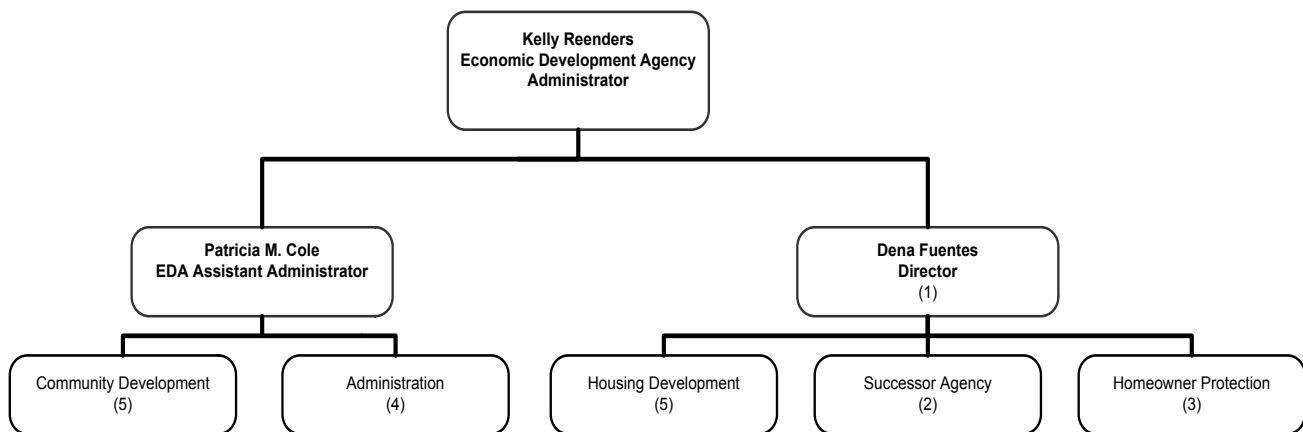 Kelly Reenders
Economic Development Agency
Administrator
Patricia M. Cole
EDA Assistant Administrator
Dena Fuentes
Director
(1)
Community Development
(5)
Administration
(4)
Housing Development
(5)
Successor Agency
(2)
Homeowner Protection
(3)